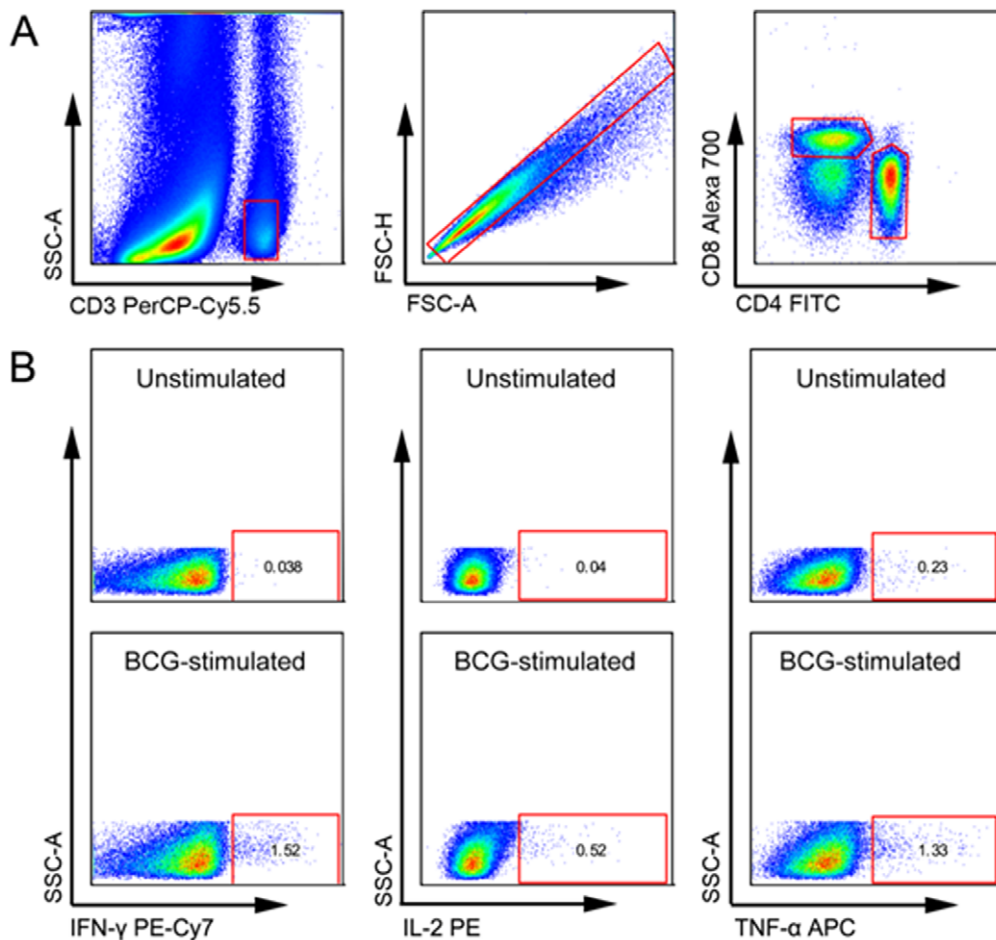 A
SSC-A
CD3 PerCP-Cy5.5
FSC-H
FSC-A
CD8 Alexa 700
CD4 FITC
B
Unstimulated
0.038
Unstimulated
0.04
Unstimulated
0.23
BCG-stimulated
1.52
SSC-A
IFN-γ PE-Cy7
BCG-stimulated
0.52
SSC-A
IL-2 PE
BCG-stimulated
1.33
SSC-A
TNF-α APC